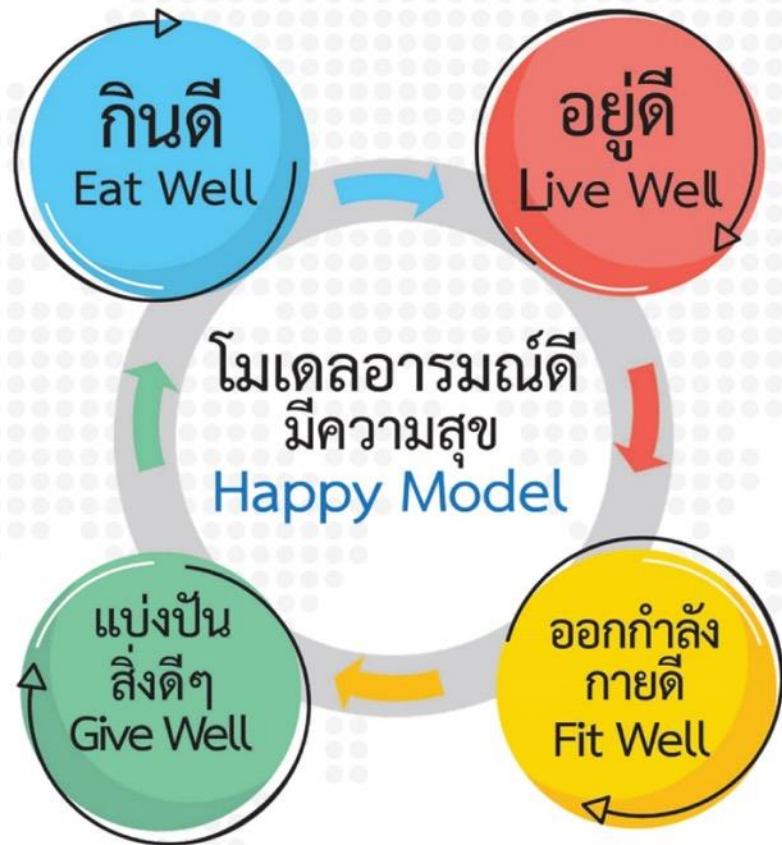 กินดี
Eat Well
อยู่ดี
Live Well
โมเดลอารมณ์ดี
มีความสุข
Happy Model
แบ่งปัน
สิ่งดีๆ
Give Well
ออกกำลัง
กายดี
Fit Well